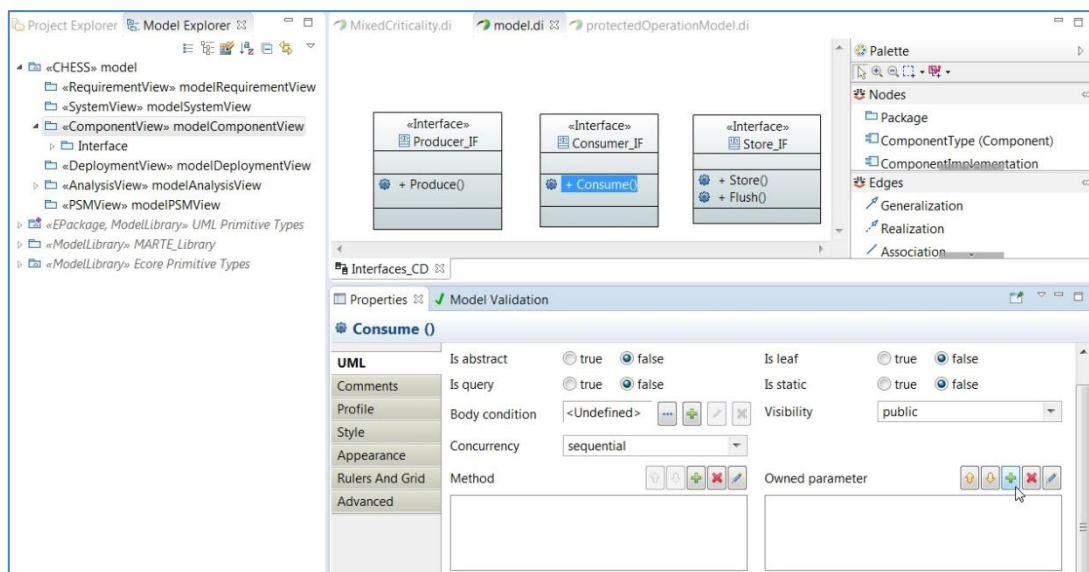 Project Explorer Model Explorer
«CHESS» model
«RequirementView» modelRequirementView
«SystemView» modelSystemView
«ComponentView» modelComponentView
Interface
«DeploymentView» modelDeploymentView
«AnalysisView» modelAnalysisView
«PSMView» modelPSMView
«EPackage, ModelLibrary» UML Primitive Types
«ModelLibrary» MARTE_Library
«ModelLibrary» Ecore Primitive Types
MixedCriticality.di model.di protectedOperationModel.di
«Interface»
Producer_IF
+ Produce()
«Interface»
Consumer_IF
+ Consume()
«Interface»
Store_IF
+ Store()
+ Flush()
Palette
Nodes
Package
ComponentType (Component)
ComponentImplementation
Edges
Generalization
Realization
Association
Interfaces_CD
Properties Model Validation
Consume ()
UML
Comments
Profile
Style
Appearance
Rulers And Grid
Advanced
Is abstract true false Is leaf true false
Is query true false Is static true false
Body condition <Undefined> Visibility public
Concurrency sequential
Method Owned parameter